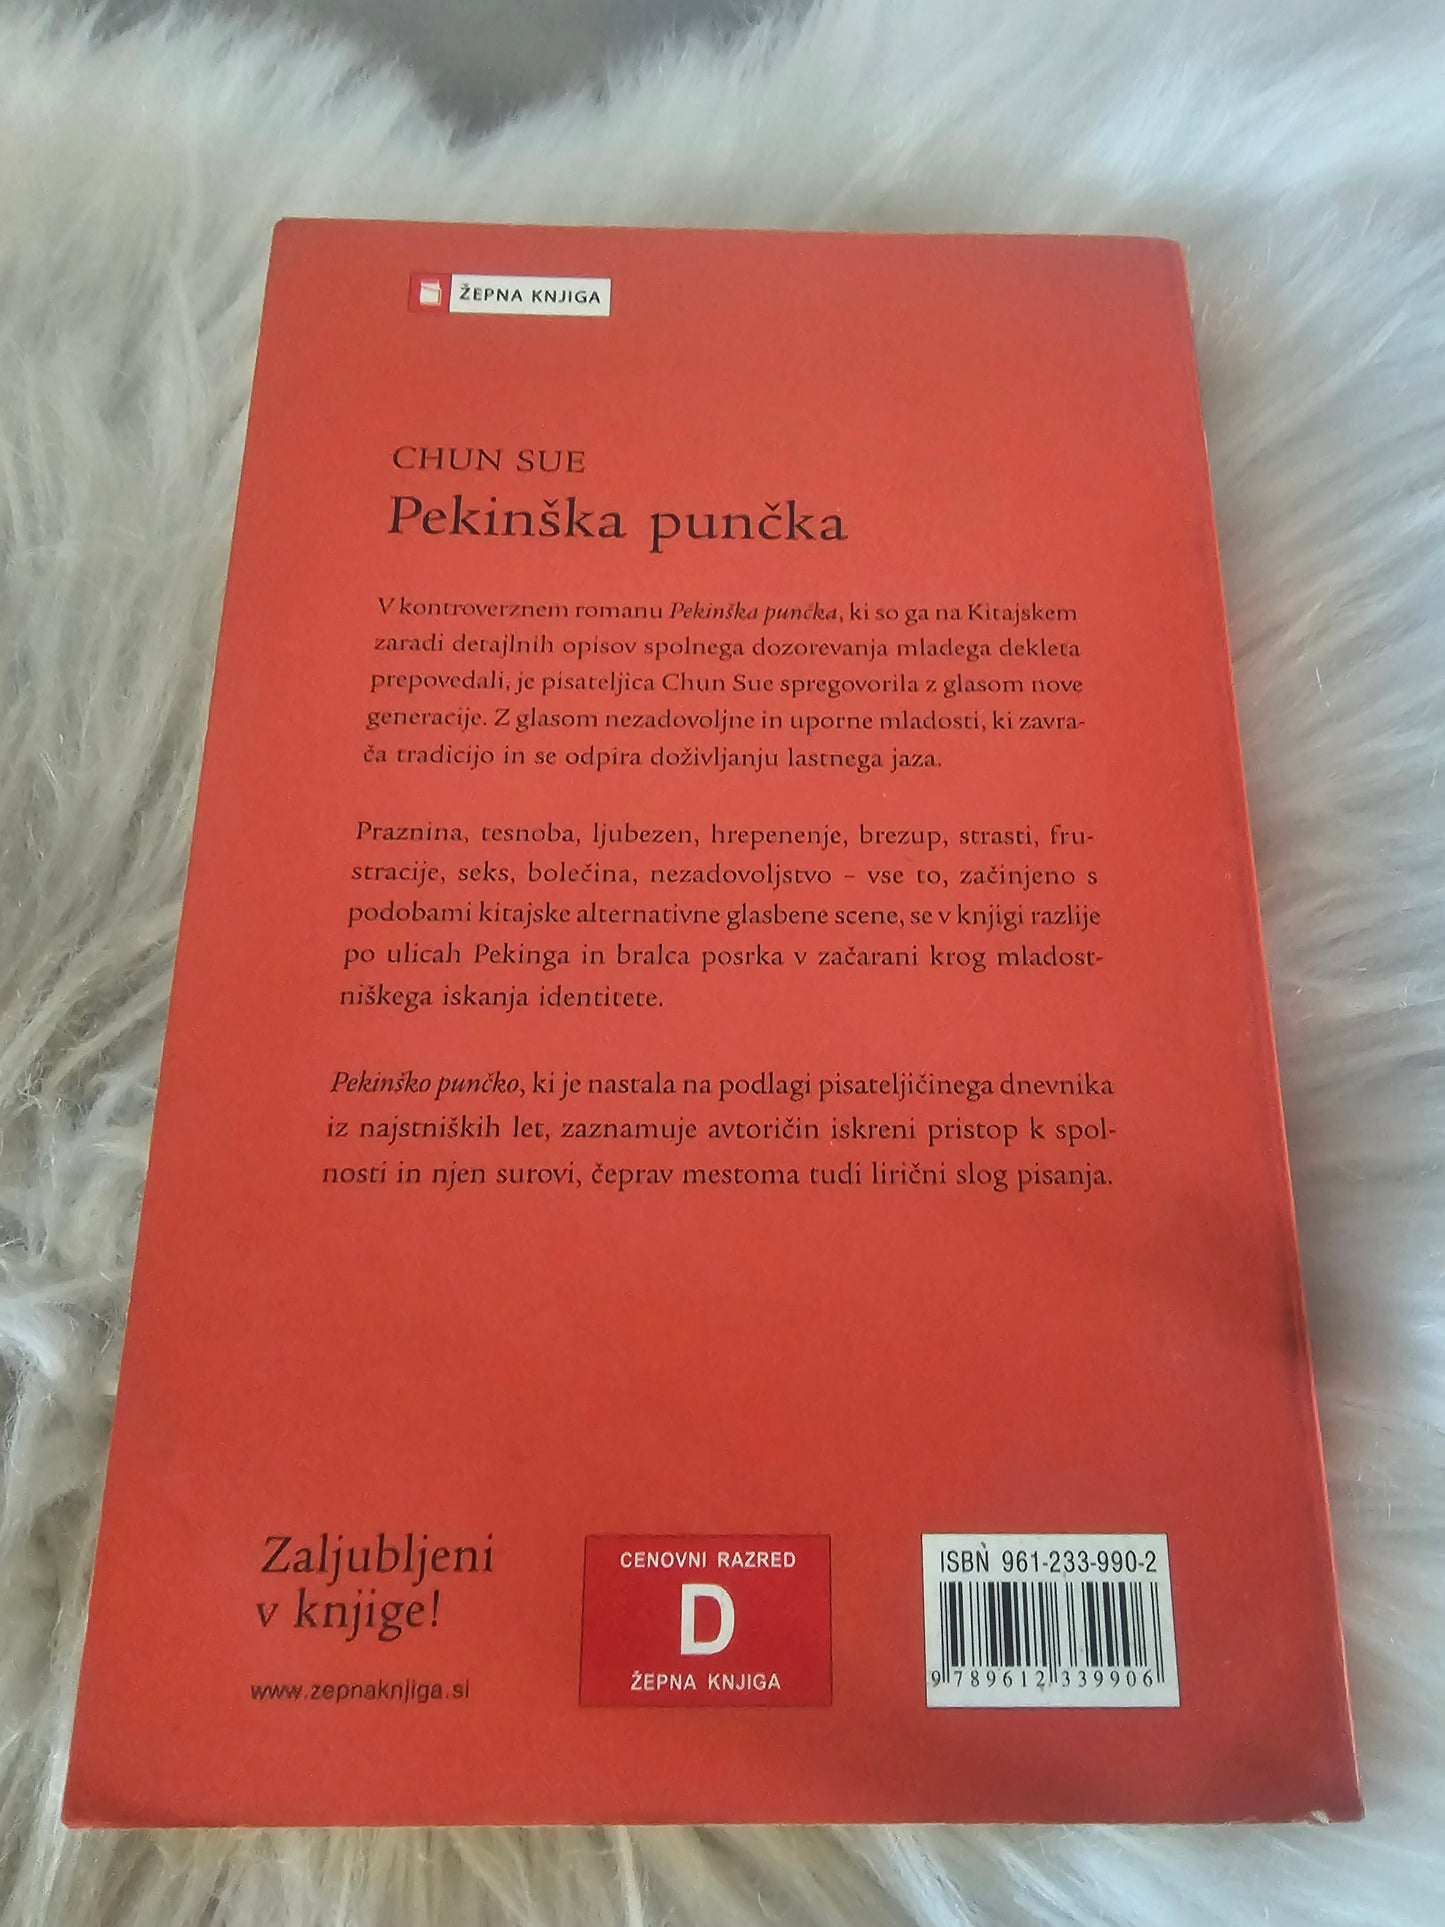 ŽEPNA KNJIGA
CHUN SUE
Pekinška punčka
V kontroverznem romanu Pekinška punčka, ki so ga na Kitajskem
zaradi detajlnih opisov spolnega dozorevanja mladega dekleta
prepovedali, je pisateljica Chun Sue spregovorila z glasom nove
generacije. Z glasom nezadovoljne in uporne mladosti, ki zavra-
ča tradicijo in se odpira doživljanju lastnega jaza.
Praznina, tesnoba, ljubezen, hrepenenje, brezup, strasti, fru-
stracije, seks, bolečina, nezadovoljstvo – vse to, začinjeno s
podobami kitajske alternativne glasbene scene, se v knjigi razlije
po ulicah Pekinga in bralca posrka v začarani krog mladost-
niškega iskanja identitete.
Pekinško punčko, ki je nastala na podlagi pisateljičinega dnevnika
iz najstniških let, zaznamuje avtoričin iskreni pristop k spol-
nosti in njen surovi, čeprav mestoma tudi lirični slog pisanja.
Zaljubljeni
v knjige!
www.zepnaknjiga.si
CENOVNI RAZRED
D
ŽEPNA KNJIGA
ISBN 961-233-990-2
9 789612 339906